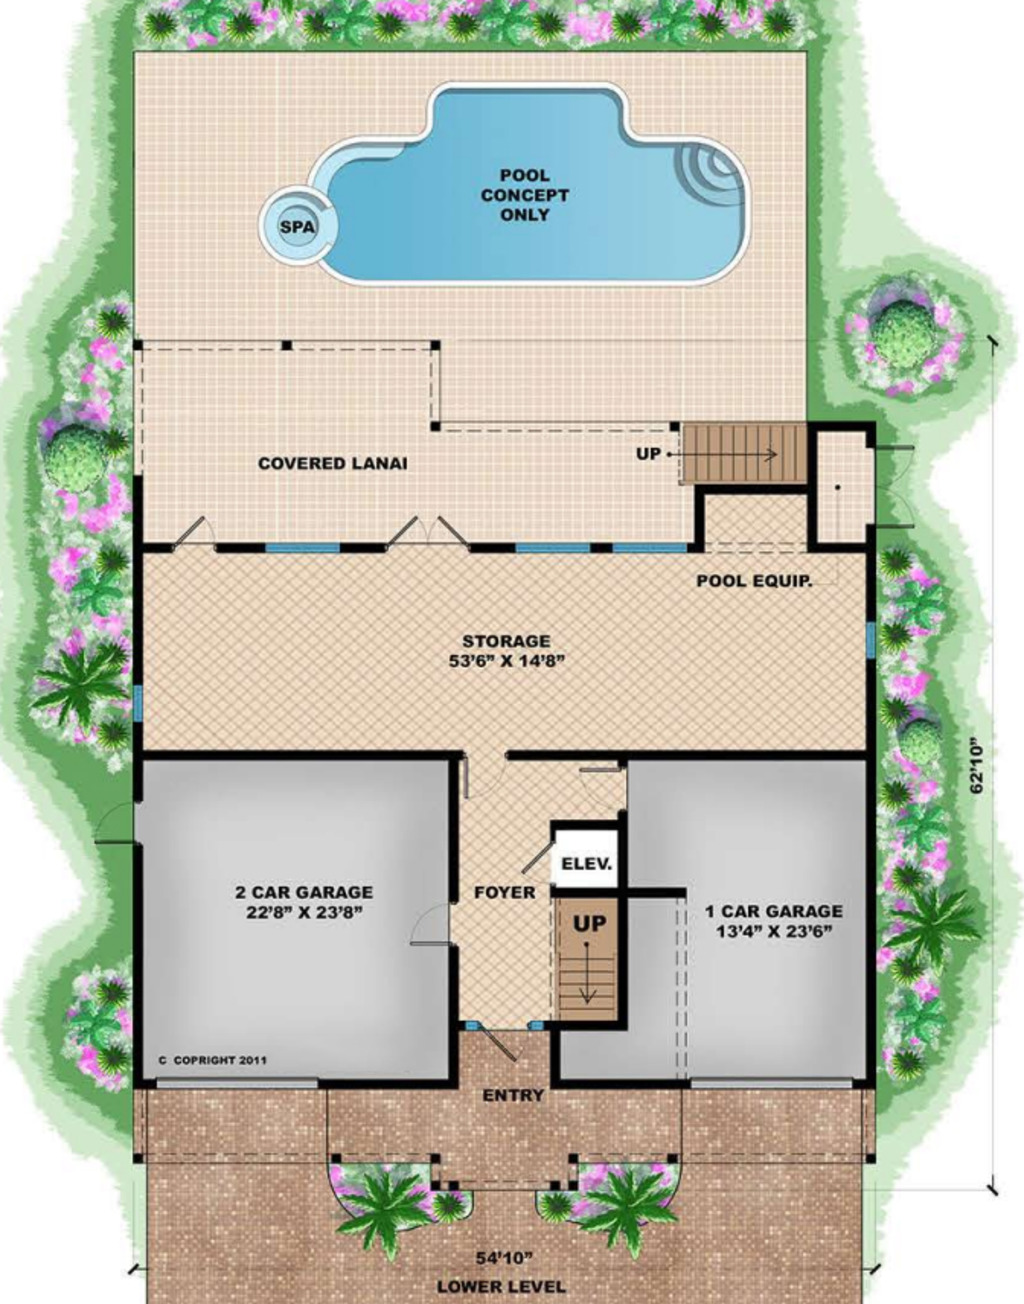 POOL
CONCEPT
ONLY
SPA
COVERED LANAI
UP
POOL EQUIP.
STORAGE
53'6" X 14'8"
62'10"
ELEV.
2 CAR GARAGE
22'8" X 23'8"
FOYER
UP
1 CAR GARAGE
13'4" X 23'6"
C COPRIGHT 2011
ENTRY
54'10"
LOWER LEVEL